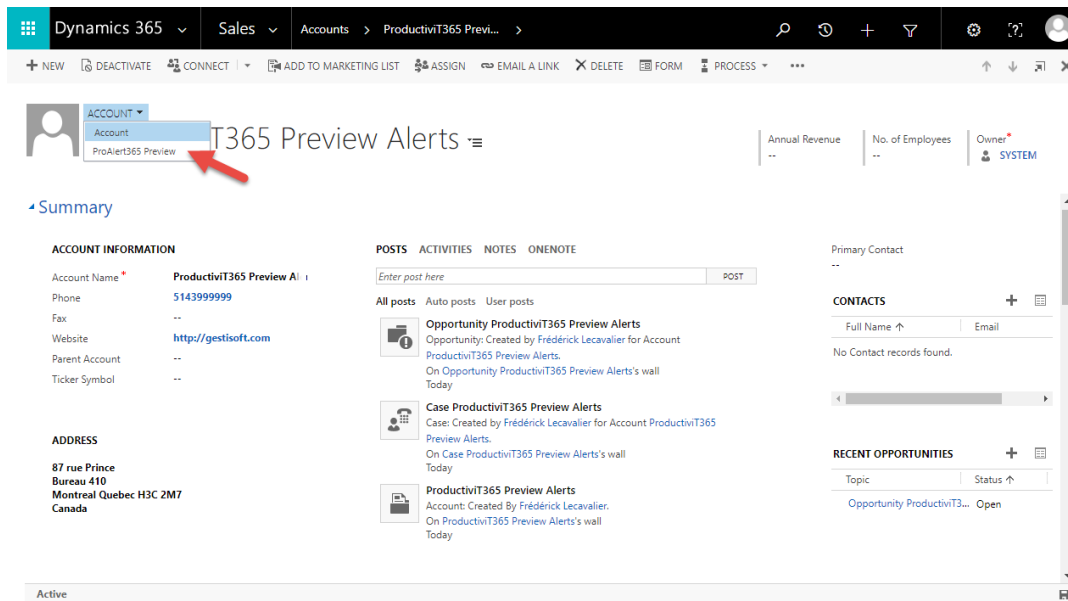 Dynamics 365 Sales Accounts > ProductiviT365 Previ... >
NEW DEACTIVATE CONNECT ADD TO MARKETING LIST ASSIGN EMAIL A LINK DELETE FORM PROCESS •••
ACCOUNT
Account
ProAlert365 Preview
T365 Preview Alerts
Annual Revenue
--
No. of Employees
--
Owner*
SYSTEM
Summary
ACCOUNT INFORMATION
Account Name* ProductiviT365 Preview Al
Phone 5143999999
Fax --
Website http://gestisoft.com
Parent Account --
Ticker Symbol --
ADDRESS
87 rue Prince
Bureau 410
Montreal Quebec H3C 2M7
Canada
POSTS ACTIVITIES NOTES ONENOTE
Enter post here POST
All posts Auto posts User posts
Opportunity ProductiviT365 Preview Alerts
Opportunity: Created by Frédérick Lecavalier for Account
ProductiviT365 Preview Alerts.
On Opportunity ProductiviT365 Preview Alerts's wall
Today
Case ProductiviT365 Preview Alerts
Case: Created by Frédérick Lecavalier for Account ProductiviT365
Preview Alerts.
On Case ProductiviT365 Preview Alerts's wall
Today
ProductiviT365 Preview Alerts
Account: Created By Frédérick Lecavalier.
On ProductiviT365 Preview Alerts's wall
Today
Primary Contact
--
CONTACTS
Full Name ↑ Email
No Contact records found.
RECENT OPPORTUNITIES
Topic Status ↑
Opportunity ProductiviT3... Open
Active